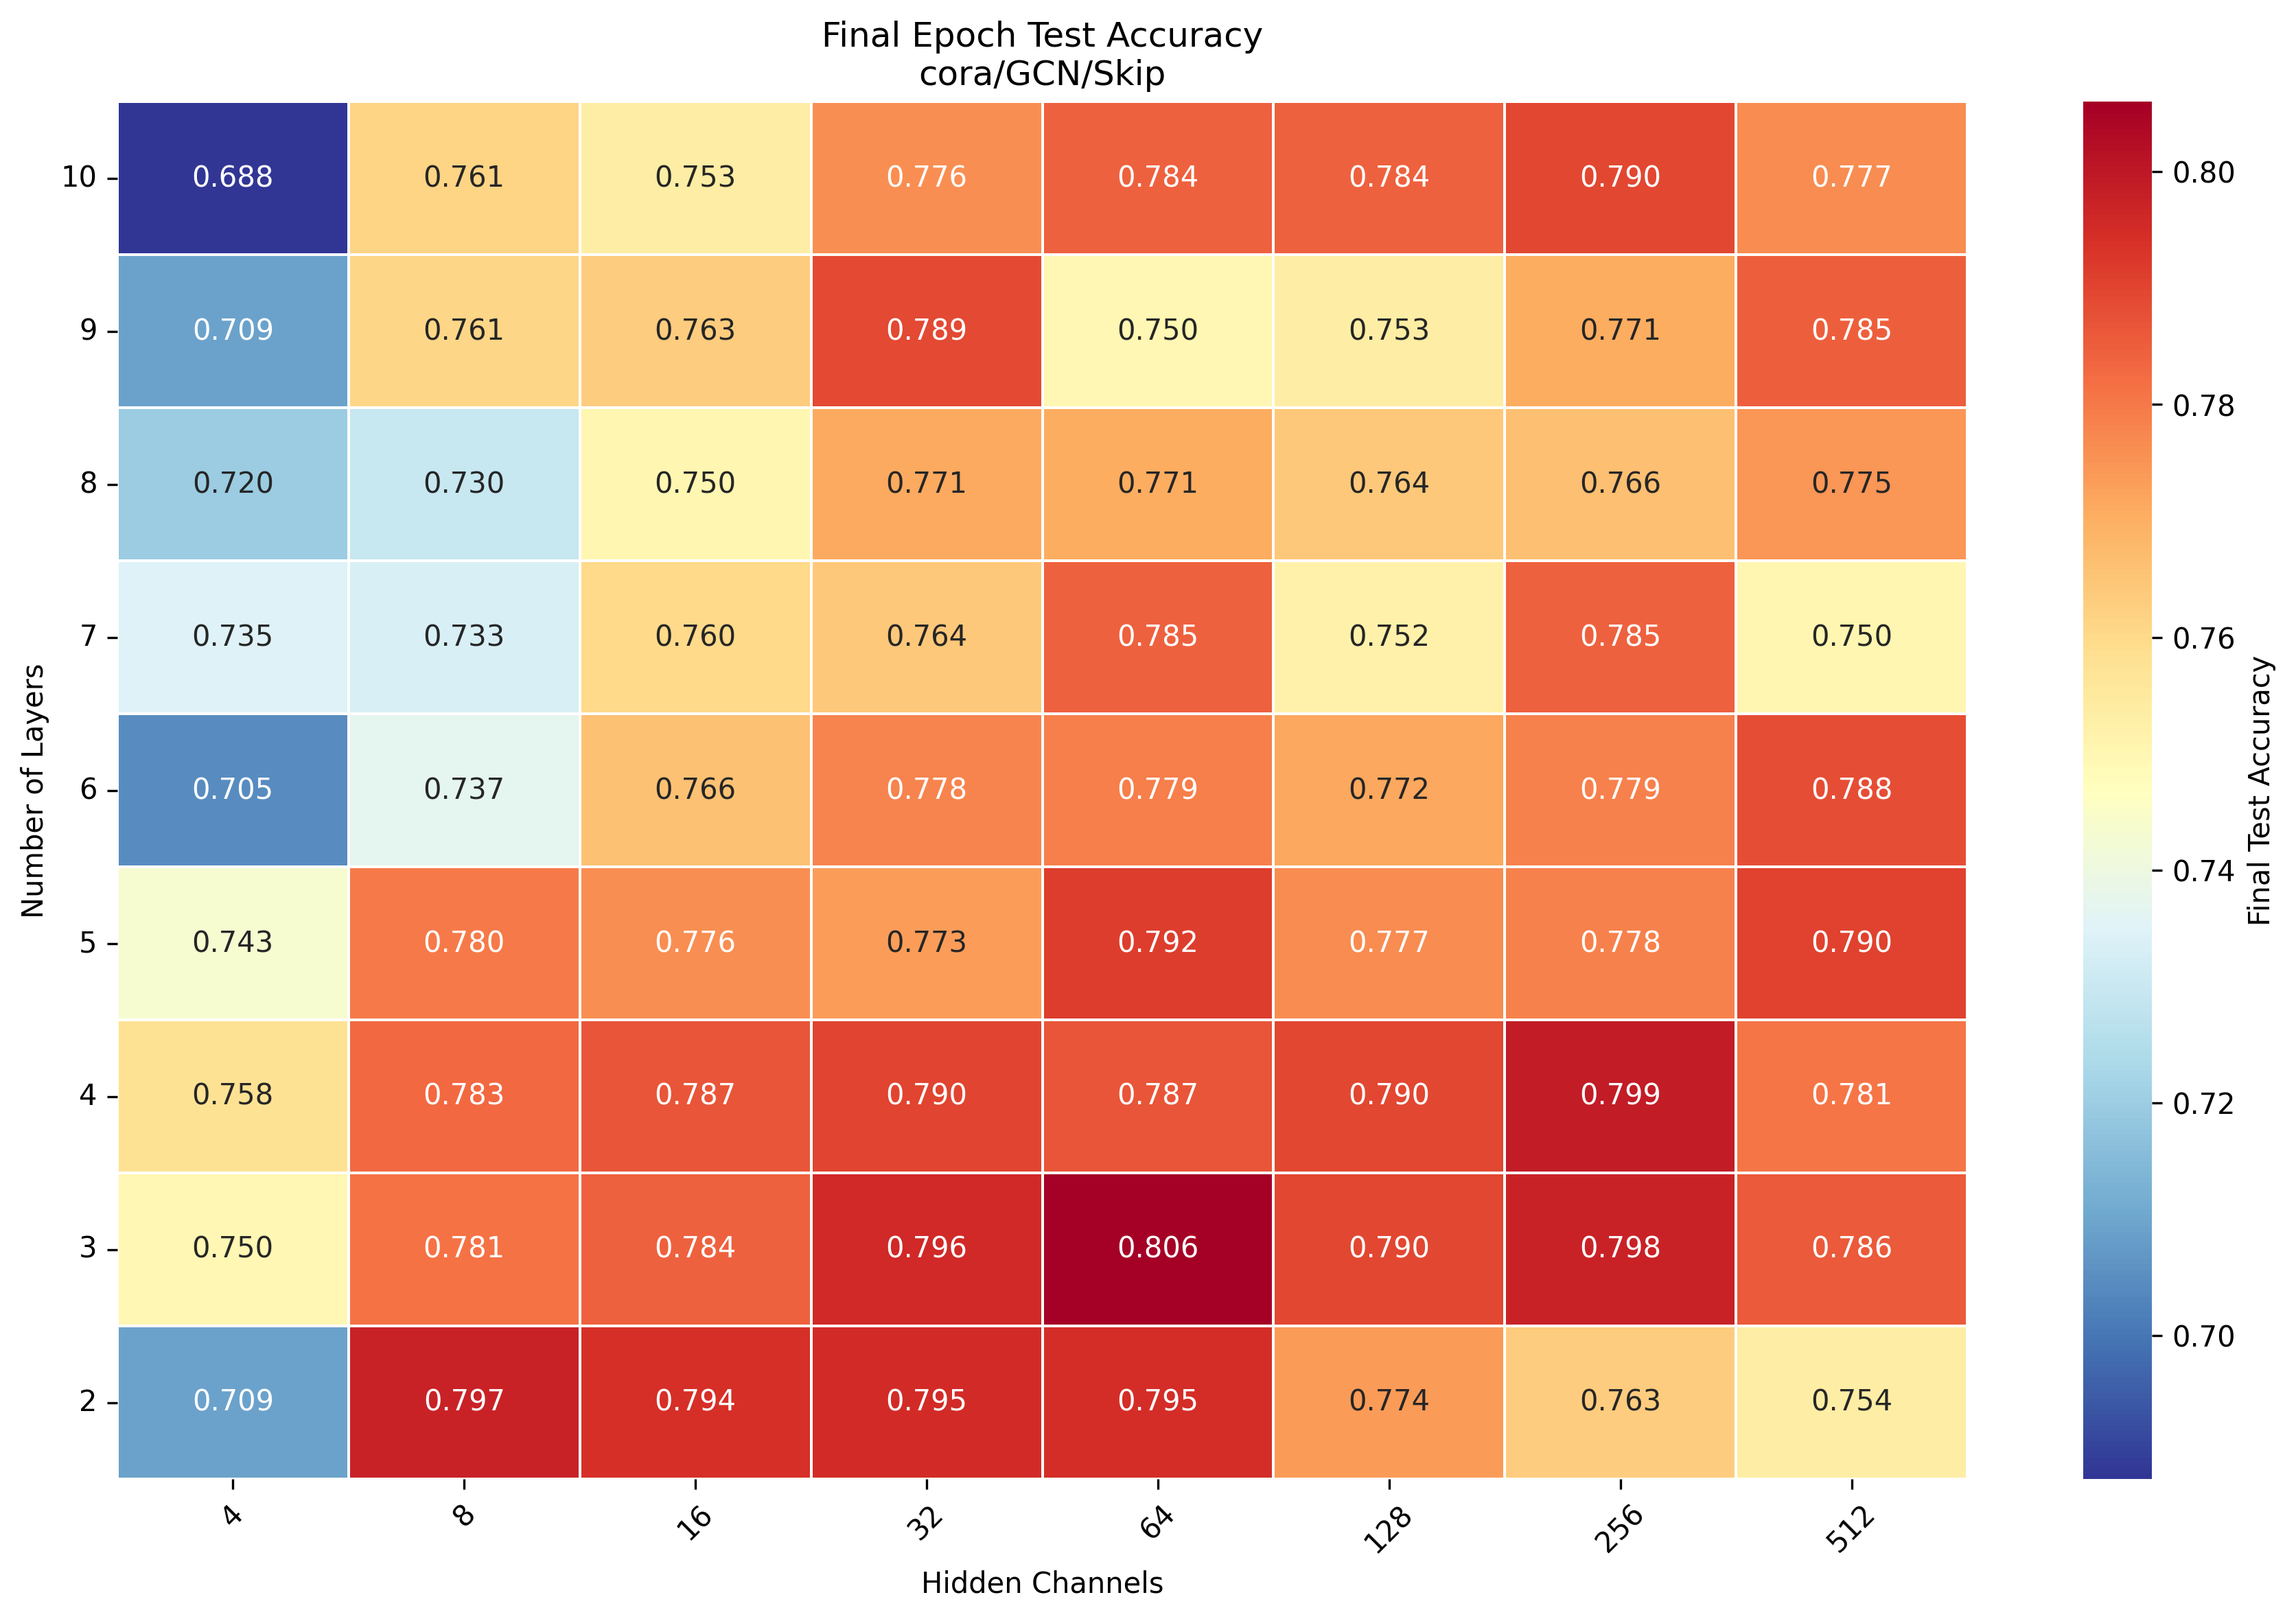 Final Epoch Test Accuracy
cora/GCN/Skip
10 0.688 0.761 0.753 0.776 0.784 0.784 0.790 0.777
9 0.709 0.761 0.763 0.789 0.750 0.753 0.771 0.785
8 0.720 0.730 0.750 0.771 0.771 0.764 0.766 0.775
7 0.735 0.733 0.760 0.764 0.785 0.752 0.785 0.750
6 0.705 0.737 0.766 0.778 0.779 0.772 0.779 0.788
5 0.743 0.780 0.776 0.773 0.792 0.777 0.778 0.790
4 0.758 0.783 0.787 0.790 0.787 0.790 0.799 0.781
3 0.750 0.781 0.784 0.796 0.806 0.790 0.798 0.786
2 0.709 0.797 0.794 0.795 0.795 0.774 0.763 0.754
4 8 16 32 64 128 256 512
Hidden Channels
Number of Layers
0.80
0.78
0.76
0.74
0.72
0.70
Final Test Accuracy